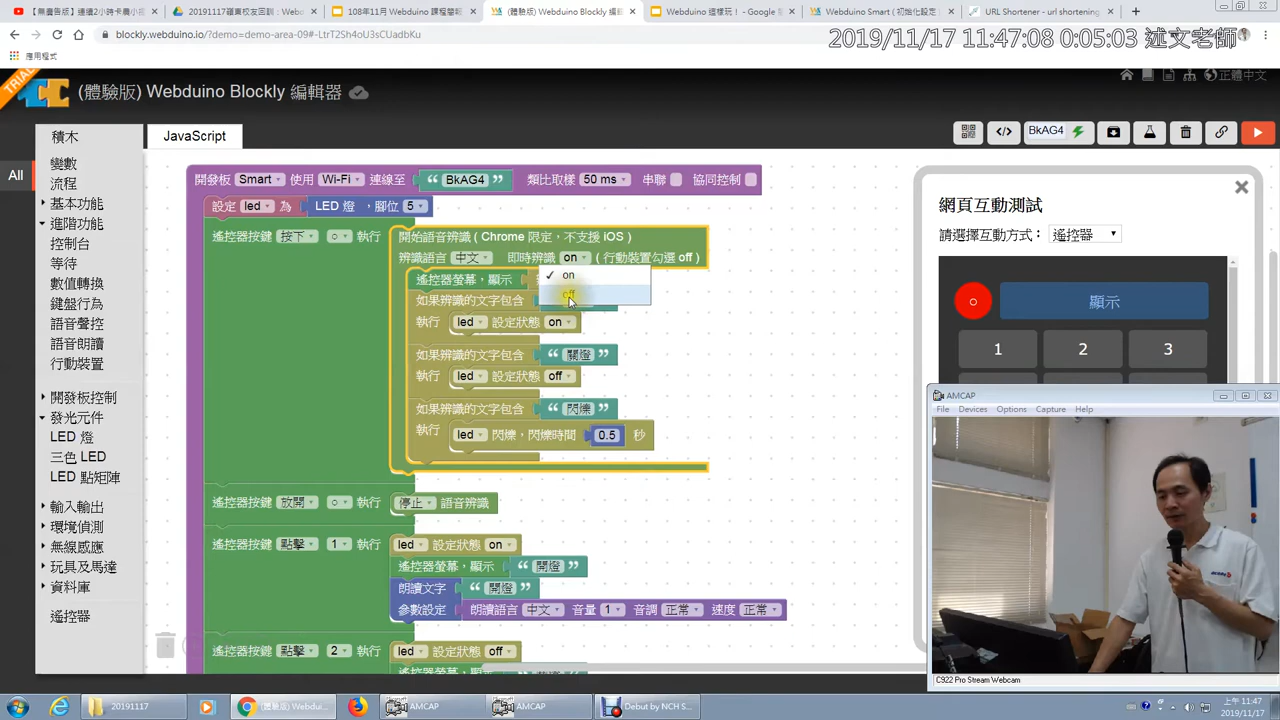 【無廣告版】連播2小時卡農小提
20191117羅東校友回訓：Webdu
108年11月 Webduino 課程暨輔
(體驗版) Webduino Blockly 編輯
Webduino 這樣玩！ - Google 簡
Webduino Smart ( 初始化設定
URL Shortener - url shortening
blockly.webduino.io/?demo=demo-area-09#-LtrT2Sh4oU3sCUadbKu
2019/11/17 11:47:08 0:05:03 述文老師
應用程式
TRIAL
(體驗版) Webduino Blockly 編輯器
正體中文
積木
JavaScript
BkAG4
All
變數
流程
基本功能
進階功能
控制台
等待
數值轉換
鍵盤行為
語音聲控
語音朗讀
行動裝置
開發板控制
發光元件
LED 燈
三色 LED
LED 點矩陣
輸入輸出
環境偵測
無線感應
玩具及馬達
資料庫
遙控器
開發板 Smart 使用 Wi-Fi 連線至 “ BkAG4 ” 類比取樣 50 ms 串聯 協同控制
設定 led 為 LED 燈 ，腳位 5
遙控器按鍵 按下 ○ 執行 開始語音辨識 ( Chrome 限定，不支援 iOS )
辨識語言 中文 即時辨識 on ( 行動裝置勾選 off )
✓ on
off
遙控器螢幕，顯示
如果辨識的文字包含
執行 led 設定狀態 on
如果辨識的文字包含 “ 關燈 ”
執行 led 設定狀態 off
如果辨識的文字包含 “ 閃爍 ”
執行 led 閃爍，閃爍時間 0.5 秒
遙控器按鍵 放開 ○ 執行 停止 語音辨識
遙控器按鍵 點擊 1 執行 led 設定狀態 on
遙控器螢幕，顯示 “ 開燈 ”
朗讀文字 “ 開燈 ”
參數設定 朗讀語言 中文 音量 1 音調 正常 速度 正常
遙控器按鍵 點擊 2 執行 led 設定狀態 off
網頁互動測試
請選擇互動方式： 遙控器
○ 顯示
1 2 3
AMCAP
File Devices Options Capture Help
C922 Pro Stream Webcam
20191117
(體驗版) Webdui...
AMCAP
AMCAP
Debut by NCH S...
上午 11:47
2019/11/17